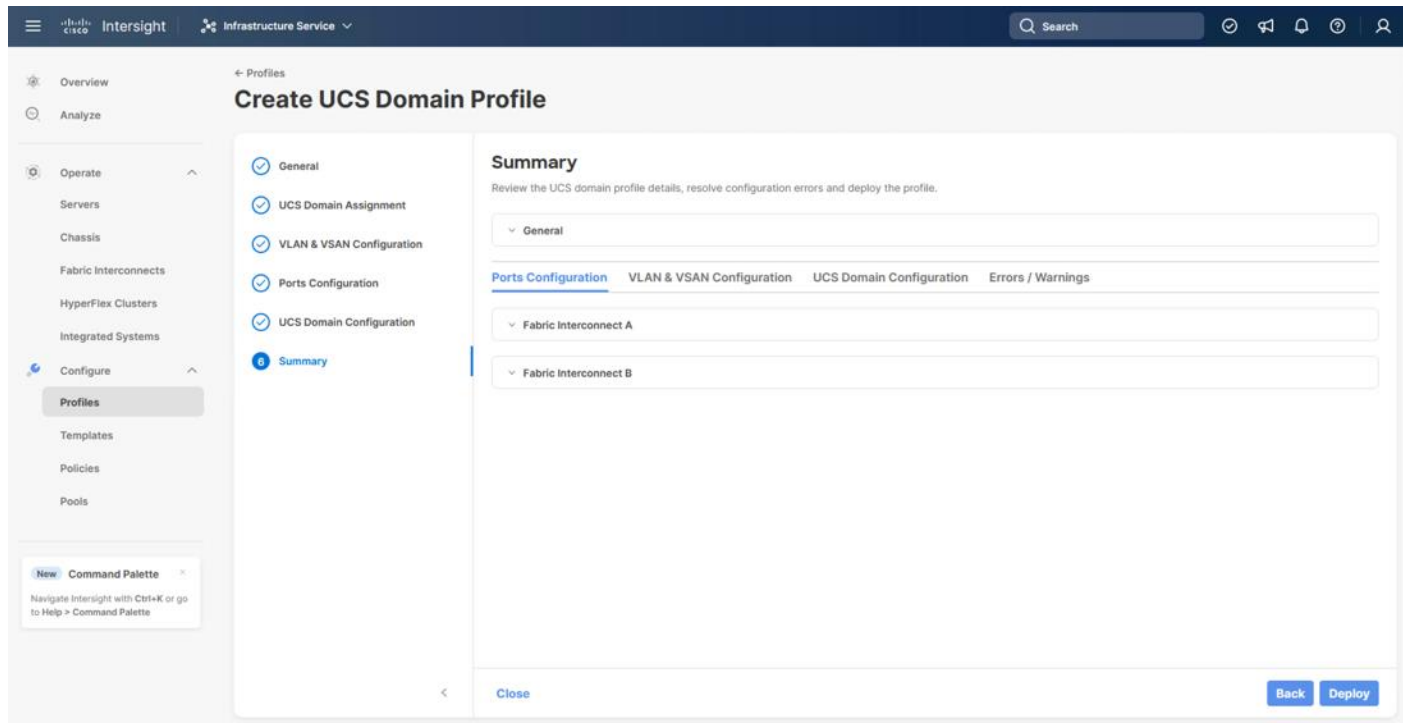 cisco Intersight Infrastructure Service Search
Overview
Analyze
Operate
Servers
Chassis
Fabric Interconnects
HyperFlex Clusters
Integrated Systems
Configure
Profiles
Templates
Policies
Pools
New Command Palette
Navigate Intersight with Ctrl+K or go
to Help > Command Palette
← Profiles
Create UCS Domain Profile
General
UCS Domain Assignment
VLAN & VSAN Configuration
Ports Configuration
UCS Domain Configuration
6 Summary
Summary
Review the UCS domain profile details, resolve configuration errors and deploy the profile.
General
Ports Configuration VLAN & VSAN Configuration UCS Domain Configuration Errors / Warnings
Fabric Interconnect A
Fabric Interconnect B
Close Back Deploy